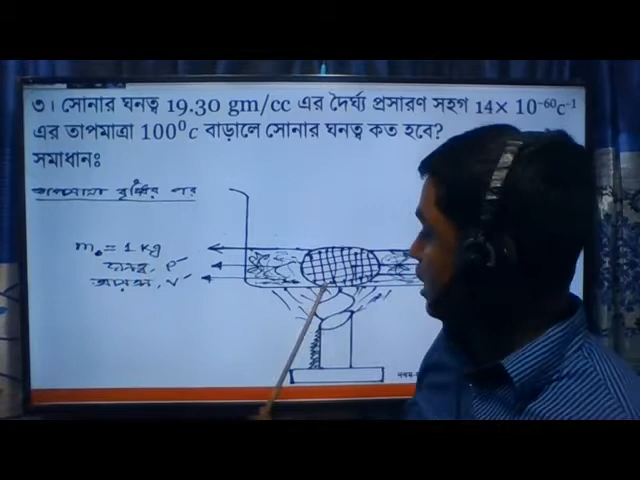 ৩। সোনার ঘনত্ব 19.30 gm/cc এর দৈর্ঘ্য প্রসারণ সহগ 14× 10⁻⁶⁰c⁻¹
এর তাপমাত্রা 100⁰c বাড়ালে সোনার ঘনত্ব কত হবে?
সমাধানঃ
তাপমাত্রা বৃদ্ধির পর
m₀ = 1 kg
ঘনত্ব, ρ′
আয়তন, V′